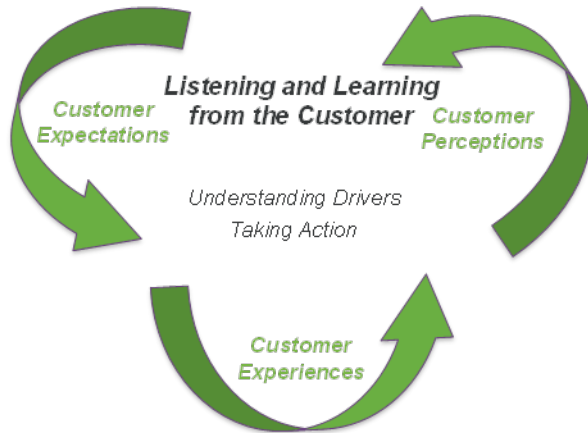 Listening and Learning
from the Customer
Customer
Expectations
Customer
Perceptions
Understanding Drivers
Taking Action
Customer
Experiences